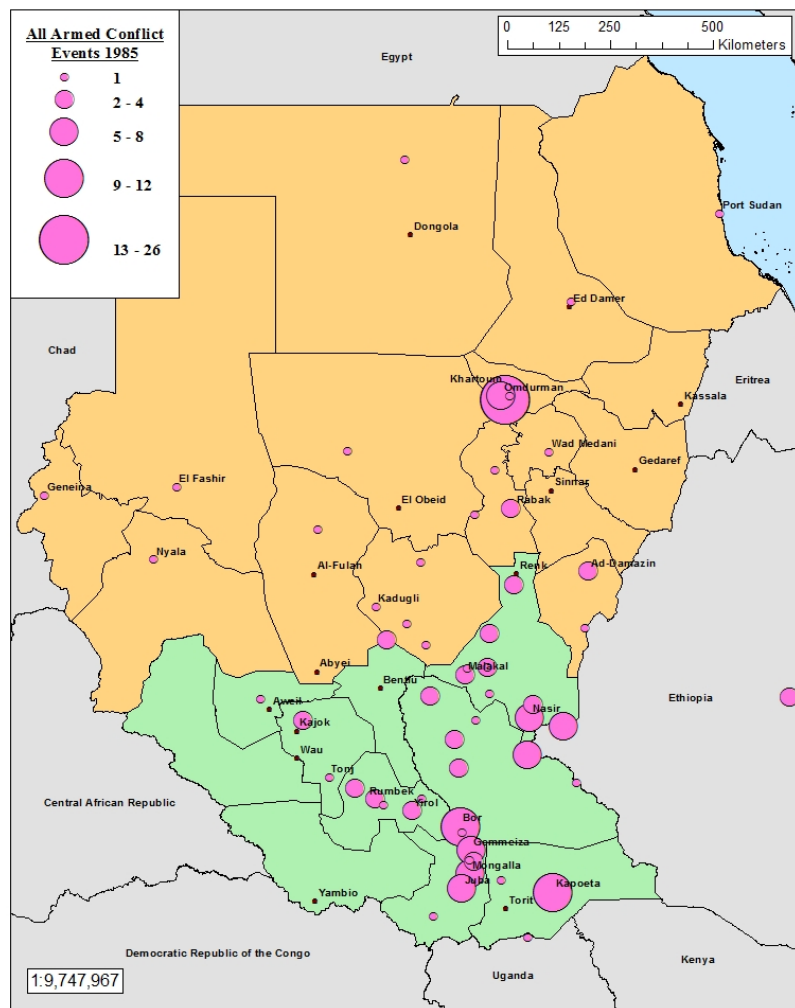 All Armed Conflict
Events 1985
1
2 - 4
5 - 8
9 - 12
13 - 26
0 125 250 500
Kilometers
Egypt
Port Sudan
Dongola
Ed Damer
Chad
Eritrea
Khartoum
Omdurman
Kassala
Wad Medani
Gedaref
El Fashir
Geneina
Sinnar
El Obeid
Rabak
Nyala
Al-Fulah
Renk
Ad-Damazin
Kadugli
Abyei
Malakal
Bentiu
Ethiopia
Aweil
Nasir
Kajok
Wau
Tonj
Central African Republic
Rumbek
Yirol
Bor
Gemmeiza
Mongalla
Juba
Kapoeta
Yambio
Torit
Democratic Republic of the Congo
Kenya
Uganda
1:9,747,967